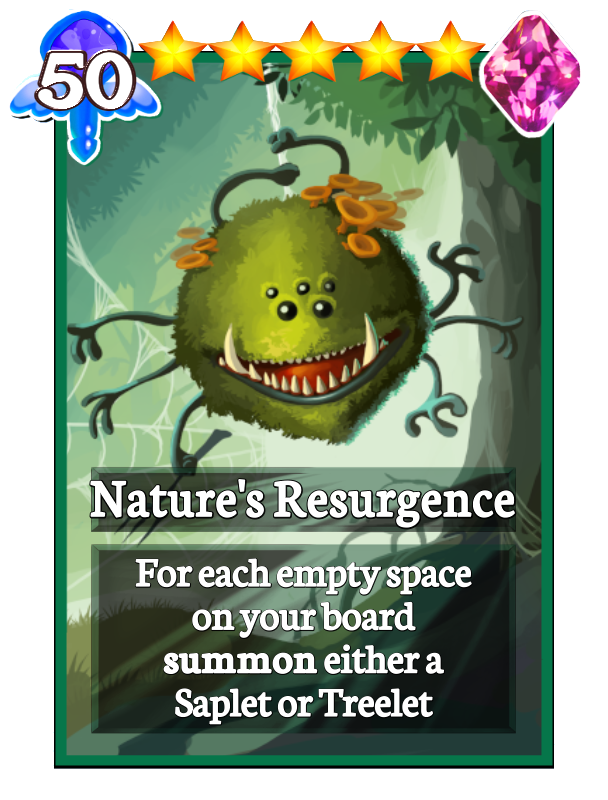 50
Nature's Resurgence
For each empty space
on your board
summon either a
Saplet or Treelet